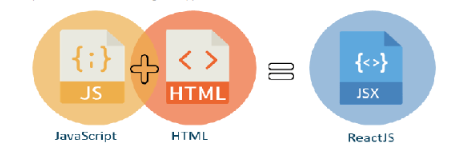 {;}
JS
+
< >
HTML
=
{<>}
JSX
JavaScript
HTML
ReactJS